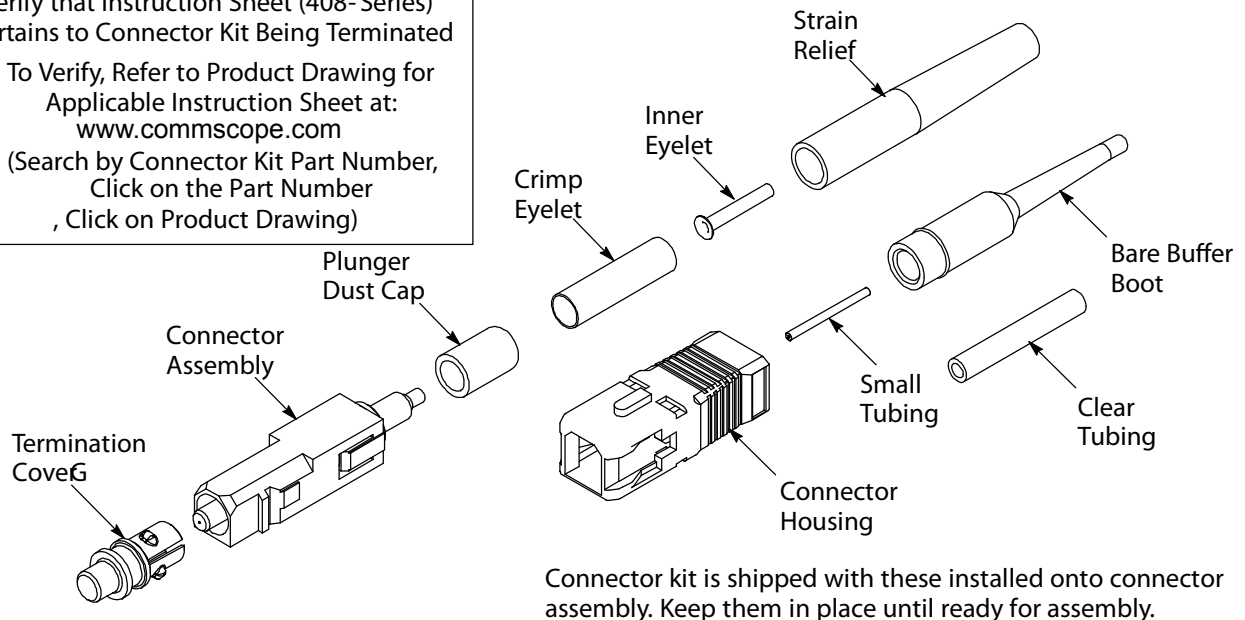 that Instruction Sheet (408- Series)
to Connector Kit Being Terminated
To Verify, Refer to Product Drawing for
Applicable Instruction Sheet at:
www.commscope.com
(Search by Connector Kit Part Number,
Click on the Part Number
, Click on Product Drawing)
Strain
Relief
Inner
Eyelet
Crimp
Eyelet
Plunger
Dust Cap
Connector
Assembly
Termination
CoverG
Bare Buffer
Boot
Small
Tubing
Clear
Tubing
Connector
Housing
Connector kit is shipped with these installed onto connector
assembly. Keep them in place until ready for assembly.